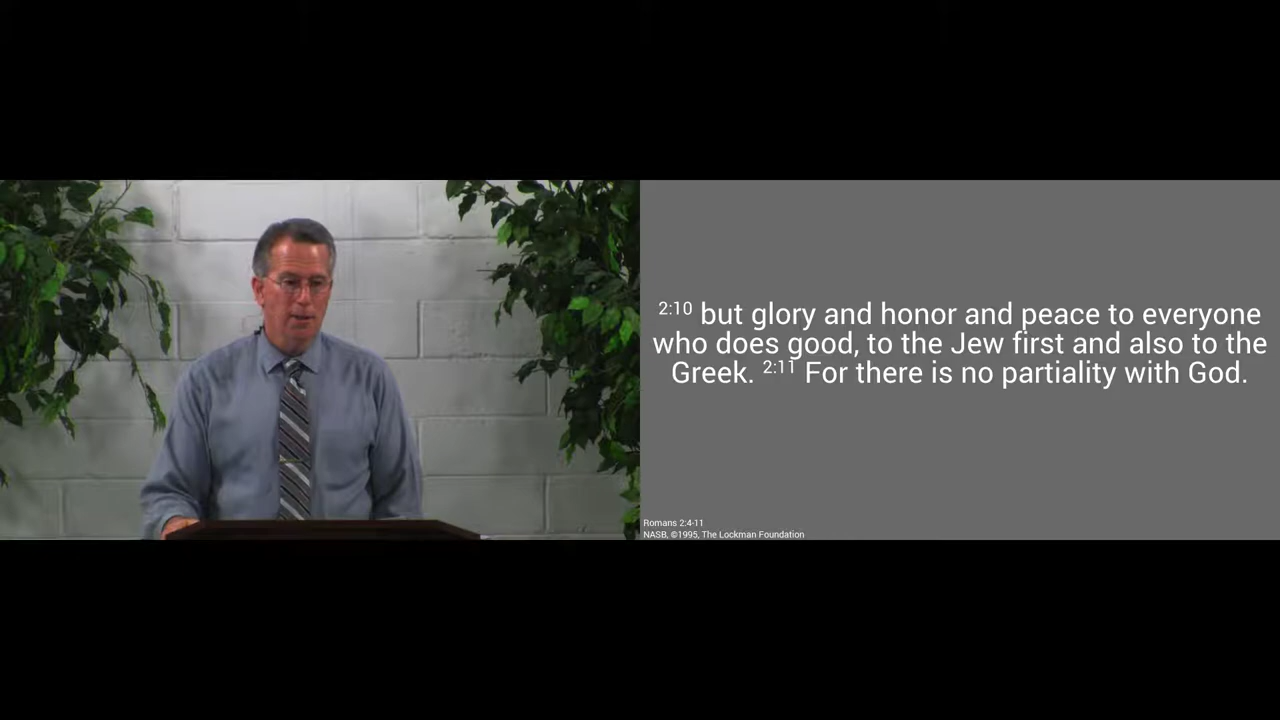 2:10 but glory and honor and peace to everyone
who does good, to the Jew first and also to the
Greek. 2:11 For there is no partiality with God.
Romans 2:4-11
NASB, ©1995, The Lockman Foundation